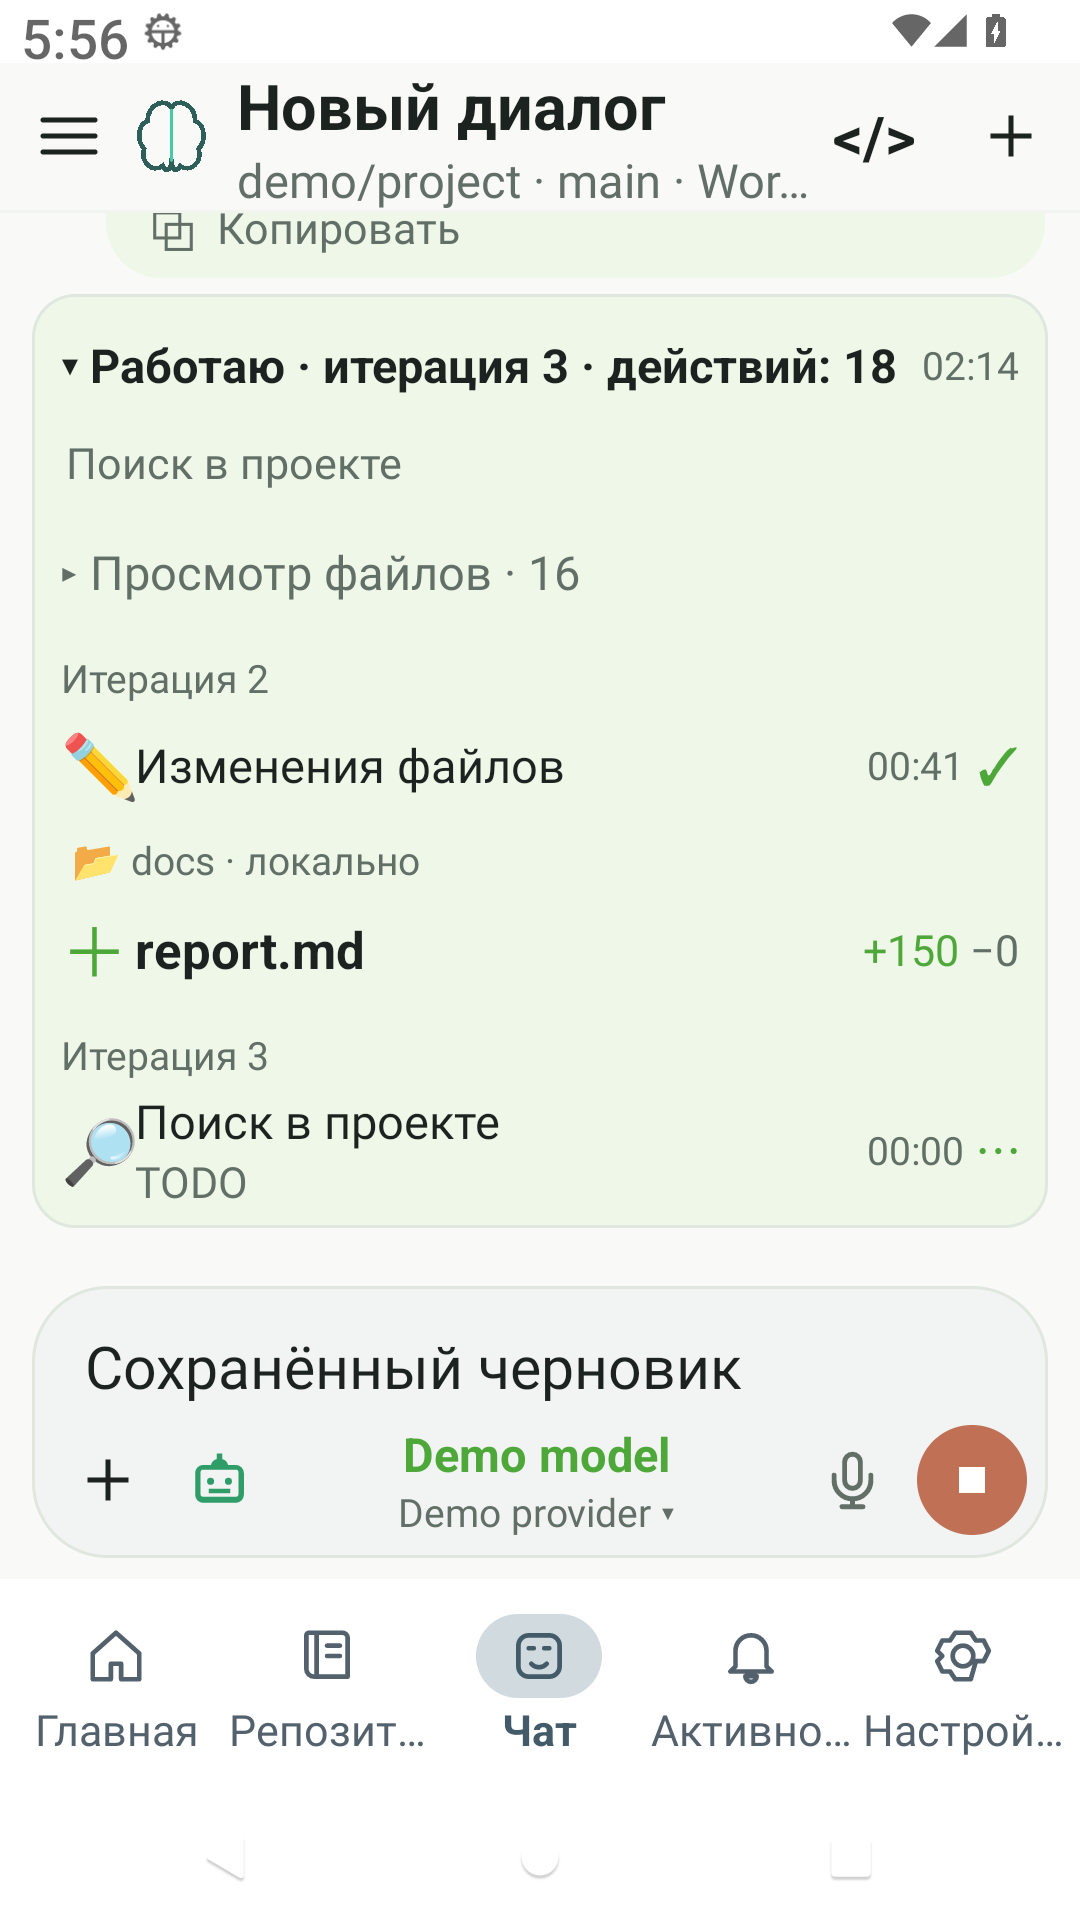 5:56
Новый диалог
</>
demo/project · main · Wor...
Копировать
Работаю · итерация 3 · действий: 18 02:14
Поиск в проекте
Просмотр файлов · 16
Итерация 2
Изменения файлов 00:41 ✓
docs · локально
report.md +150 −0
Итерация 3
Поиск в проекте
TODO
00:00 ...
Сохранённый черновик
Demo model
Demo provider ▾
Главная Репозит... Чат Активно... Настрой...